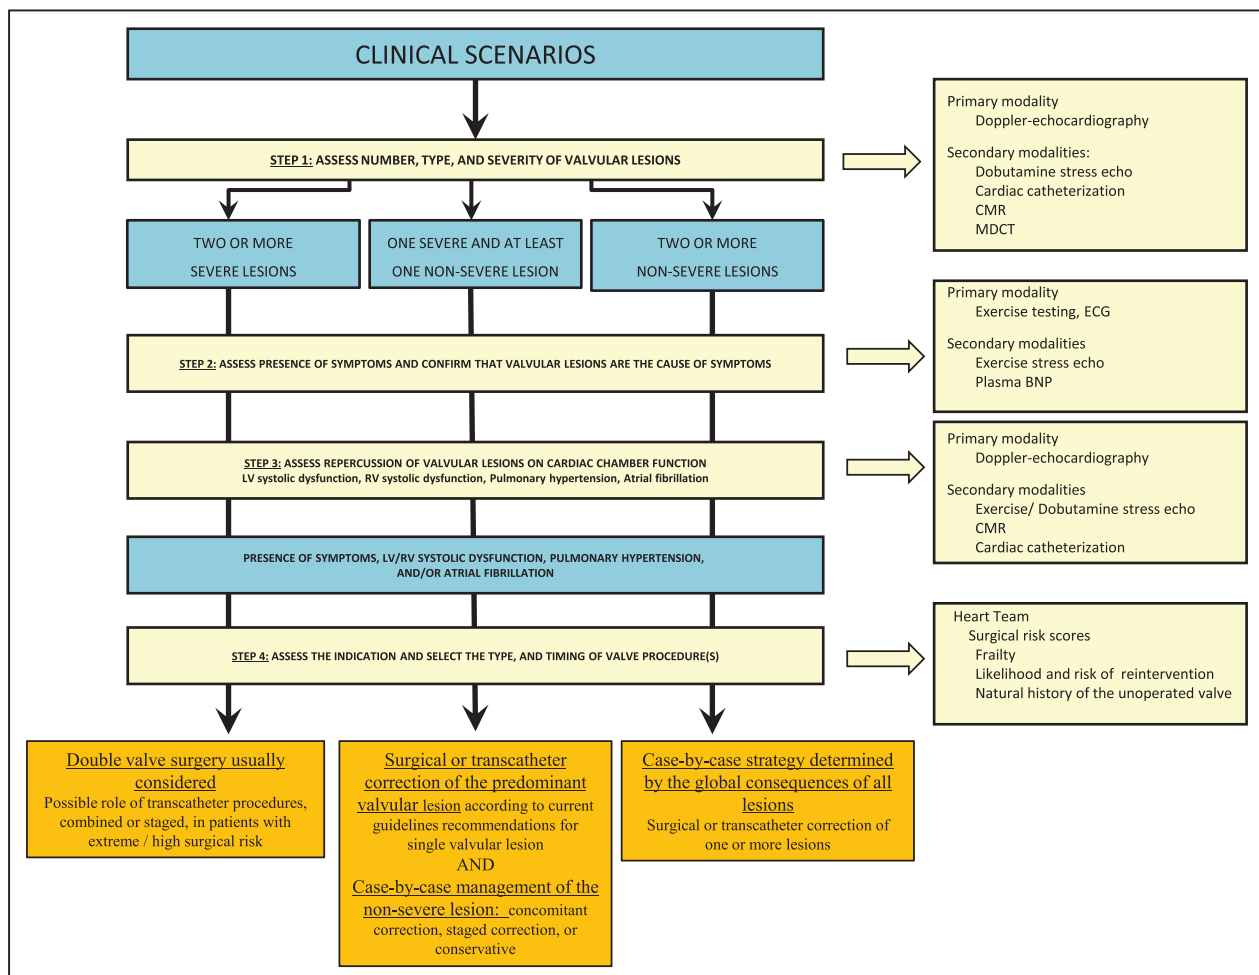 CLINICAL SCENARIOS
STEP 1: ASSESS NUMBER, TYPE, AND SEVERITY OF VALVULAR LESIONS
Primary modality
Doppler-echocardiography
Secondary modalities:
Dobutamine stress echo
Cardiac catheterization
CMR
MDCT
TWO OR MORE
SEVERE LESIONS
ONE SEVERE AND AT LEAST
ONE NON-SEVERE LESION
TWO OR MORE
NON-SEVERE LESIONS
STEP 2: ASSESS PRESENCE OF SYMPTOMS AND CONFIRM THAT VALVULAR LESIONS ARE THE CAUSE OF SYMPTOMS
Primary modality
Exercise testing, ECG
Secondary modalities
Exercise stress echo
Plasma BNP
STEP 3: ASSESS REPERCUSSION OF VALVULAR LESIONS ON CARDIAC CHAMBER FUNCTION
LV systolic dysfunction, RV systolic dysfunction, Pulmonary hypertension, Atrial fibrillation
Primary modality
Doppler-echocardiography
Secondary modalities
Exercise/ Dobutamine stress echo
CMR
Cardiac catheterization
PRESENCE OF SYMPTOMS, LV/RV SYSTOLIC DYSFUNCTION, PULMONARY HYPERTENSION,
AND/OR ATRIAL FIBRILLATION
STEP 4: ASSESS THE INDICATION AND SELECT THE TYPE, AND TIMING OF VALVE PROCEDURE(S)
Heart Team
Surgical risk scores
Frailty
Likelihood and risk of reintervention
Natural history of the unoperated valve
Double valve surgery usually
considered
Possible role of transcatheter procedures,
combined or staged, in patients with
extreme / high surgical risk
Surgical or transcatheter
correction of the predominant
valvular lesion according to current
guidelines recommendations for
single valvular lesion
AND
Case-by-case management of the
non-severe lesion: concomitant
correction, staged correction, or
conservative
Case-by-case strategy determined
by the global consequences of all
lesions
Surgical or transcatheter correction of
one or more lesions